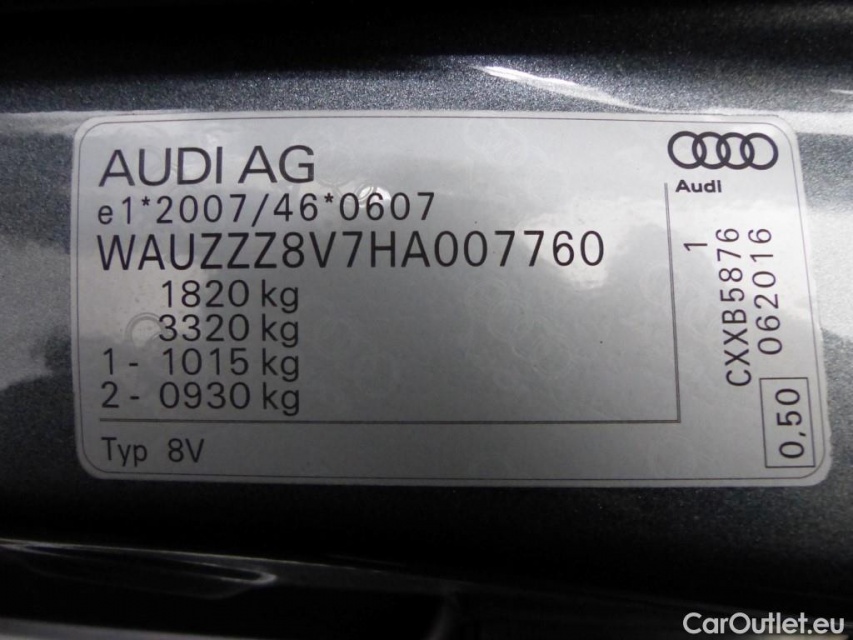 AUDI AG
e1*2007/46*0607
WAUZZZ8V7HA007760
1820 kg
3320 kg
1 - 1015 kg
2 - 0930 kg
Typ 8V
Audi
1
CXXB5876
062016
0,50
CarOutlet.eu